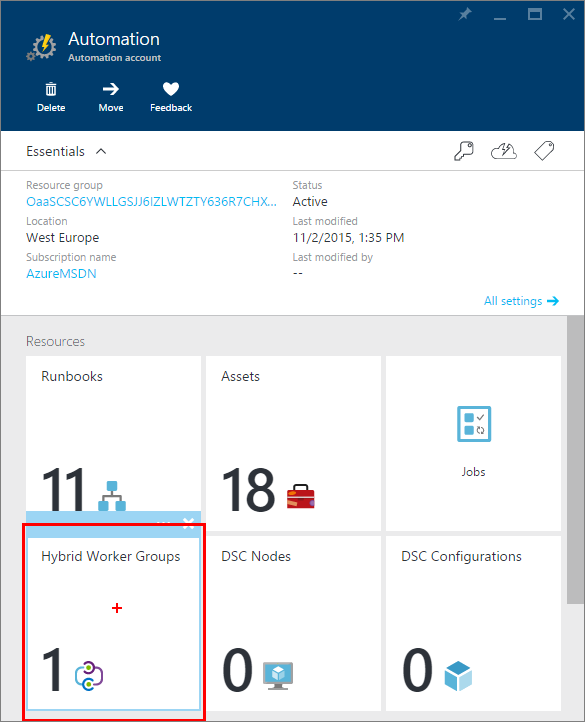 Automation
Automation account
Delete
Move
Feedback
Essentials
Resource group
OaaSCSC6YWLLGSJJ6IZLWTZTY636R7CHX...
Status
Active
Location
West Europe
Last modified
11/2/2015, 1:35 PM
Subscription name
AzureMSDN
Last modified by
--
All settings
Resources
Runbooks
11
Assets
18
Jobs
Hybrid Worker Groups
1
DSC Nodes
0
DSC Configurations
0